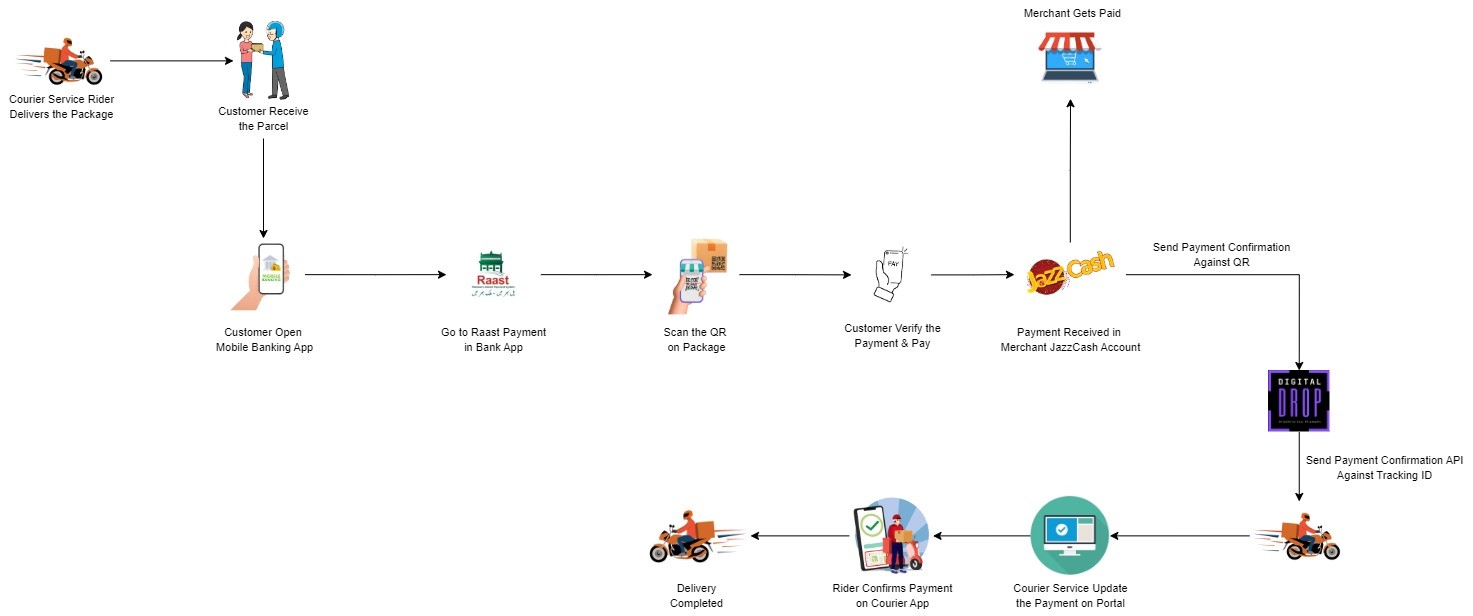 Merchant Gets Paid
Courier Service Rider
Delivers the Package
Customer Receive
the Parcel
MOBILE
BANKING
Customer Open
Mobile Banking App
Raast
Go to Raast Payment
in Bank App
Scan the QR
on Package
PAY
Customer Verify the
Payment & Pay
JazzCash
Payment Received in
Merchant JazzCash Account
Send Payment Confirmation
Against QR
DIGITAL
DROP
Send Payment Confirmation API
Against Tracking ID
Courier Service Update
the Payment on Portal
Rider Confirms Payment
on Courier App
Delivery
Completed